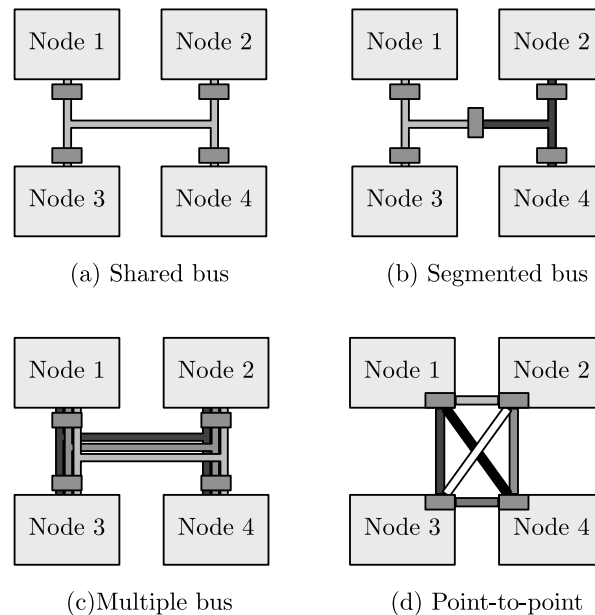 Node 1 Node 2 Node 1 Node 2
Node 3 Node 4 Node 3 Node 4
(a) Shared bus (b) Segmented bus
Node 1 Node 2 Node 1 Node 2
Node 3 Node 4 Node 3 Node 4
(c)Multiple bus (d) Point-to-point